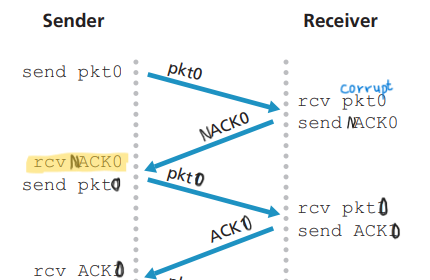 Sender Receiver
send pkt0
pkt0
corrupt
rcv pkt0
send NACK0
NACK0
rcv NACK0
send pkt0
pkt0
rcv pkt0
send ACK0
ACK0
rcv ACK0